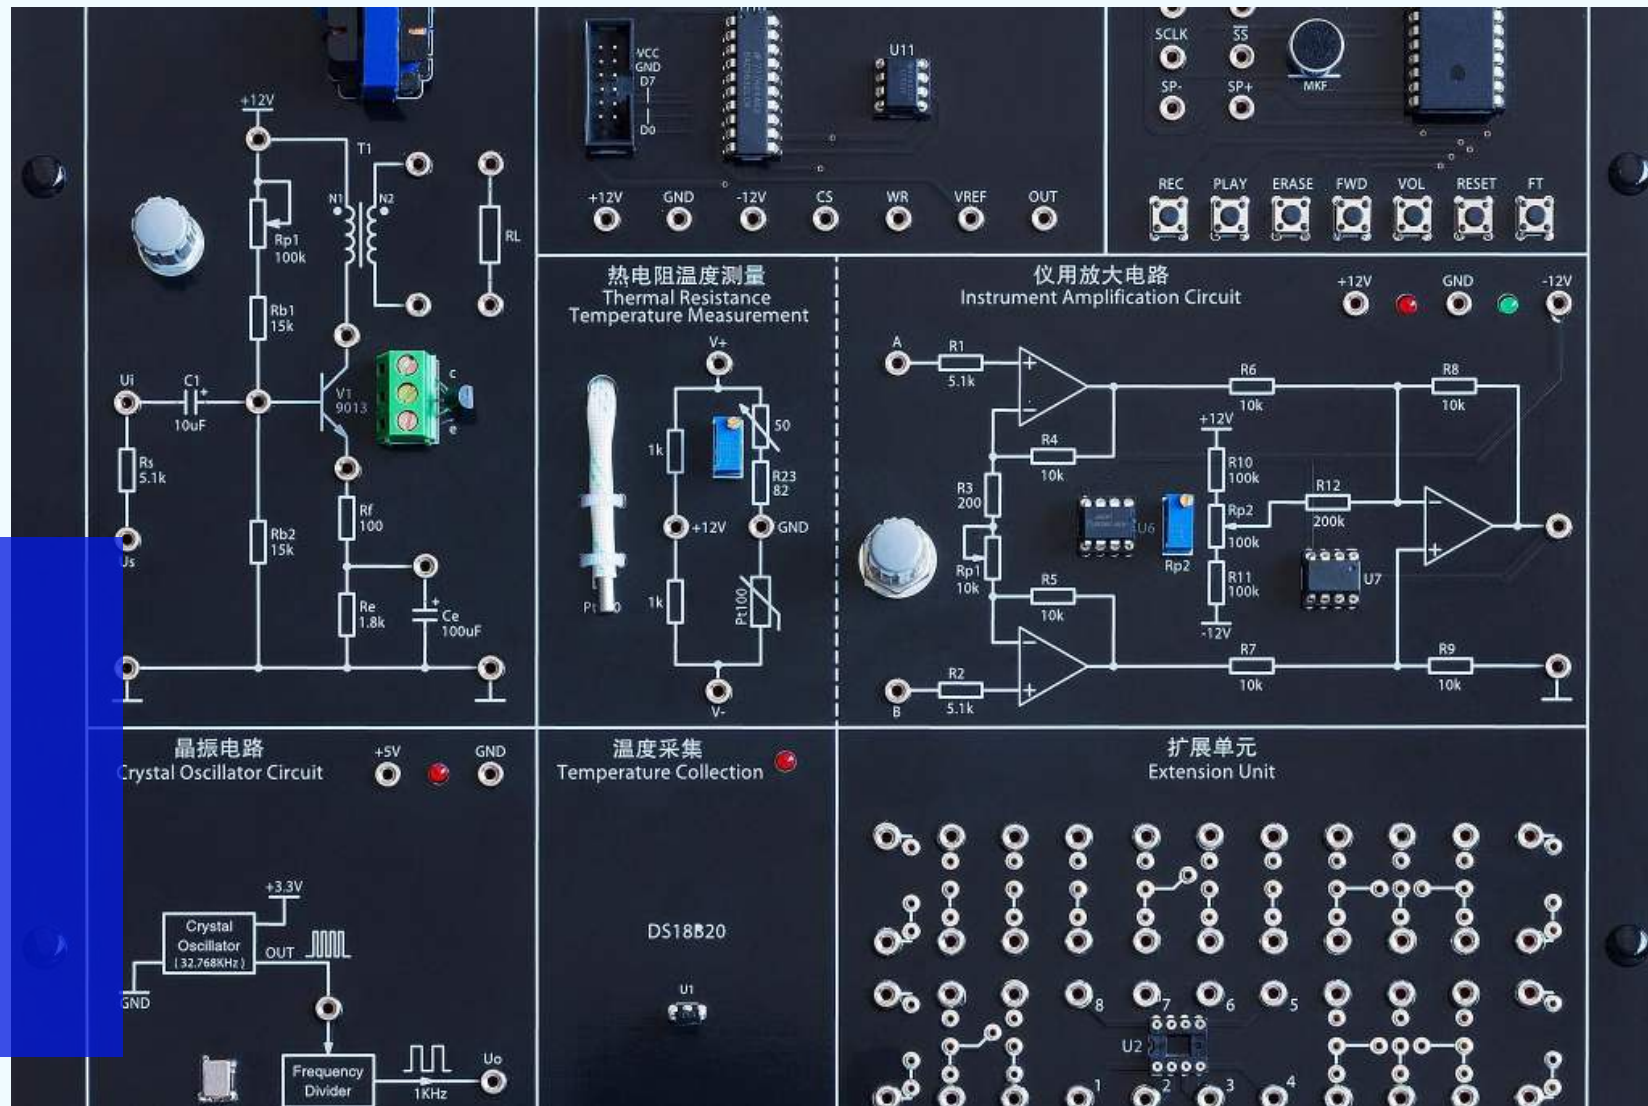 +12V
T1
N1
N2
Rp1
100k
RL
Rb1
15k
Ui
C1
10uF
V1
9013
c
e
Rs
5.1k
Rf
100
Rb2
15k
Us
Re
1.8k
Ce
100uF
VCC
GND
D7
D0
U11
+12V
GND
-12V
CS
WR
VREF
OUT
SCLK
SS
MKF
SP-
SP+
REC
PLAY
ERASE
FWD
VOL
RESET
FT
热电阻温度测量
Thermal Resistance
Temperature Measurement
V+
50
1k
R23
82
+12V
GND
1k
Pt100
V-
仪用放大电路
Instrument Amplification Circuit
+12V
GND
-12V
A
R1
5.1k
R6
10k
R8
10k
R4
10k
+12V
R10
100k
R3
200
R12
200k
Rp2
100k
U6
Rp2
Rp1
10k
R5
10k
R11
100k
U7
-12V
R7
10k
R9
10k
R2
5.1k
B
晶振电路
Crystal Oscillator Circuit
+5V
GND
+3.3V
Crystal
Oscillator
( 32.768KHz )
OUT
GND
Frequency
Divider
1KHz
Uo
温度采集
Temperature Collection
DS18B20
U1
扩展单元
Extension Unit
8
7
6
5
U2
1
2
3
4